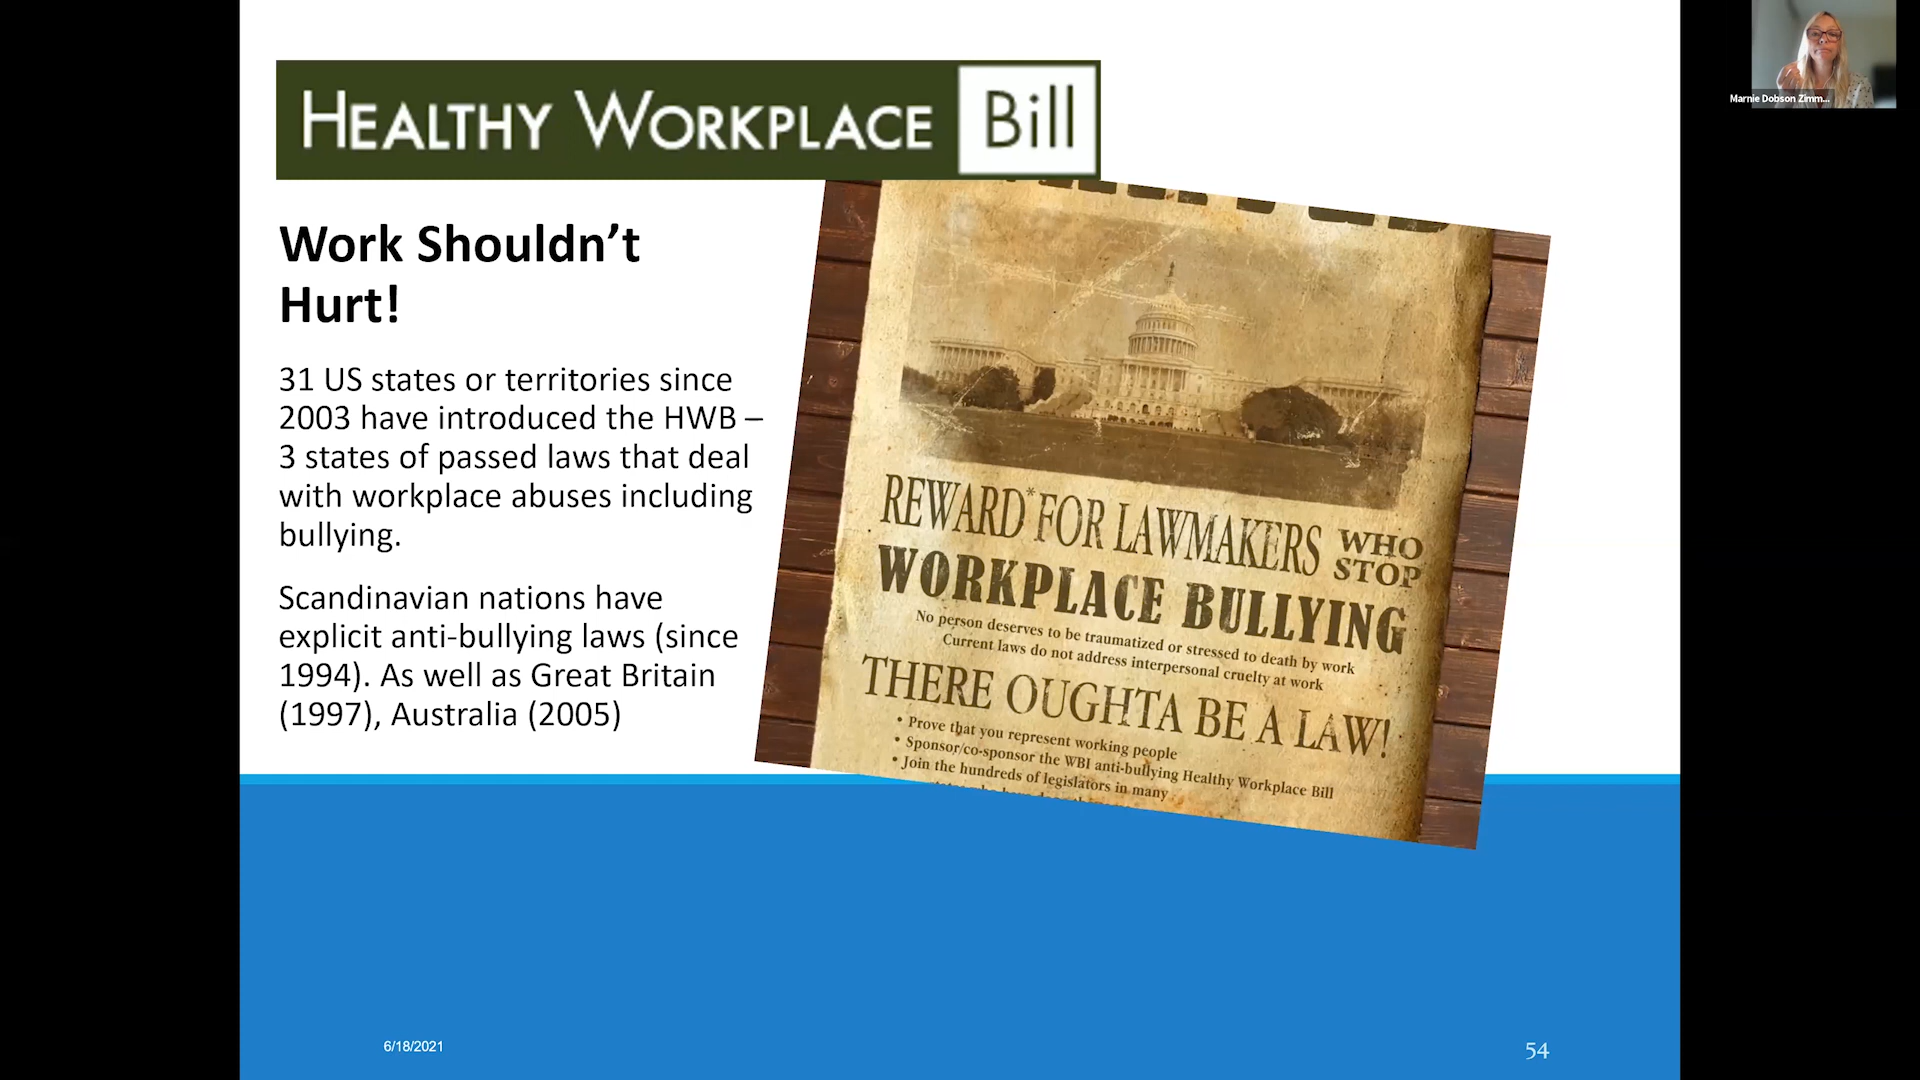 HEALTHY WORKPLACE Bill
Marnie Dobson Zimm...
Work Shouldn’t
Hurt!
31 US states or territories since
2003 have introduced the HWB –
3 states of passed laws that deal
with workplace abuses including
bullying.
Scandinavian nations have
explicit anti-bullying laws (since
1994). As well as Great Britain
(1997), Australia (2005)
REWARD* FOR LAWMAKERS WHO STOP
WORKPLACE BULLYING
No person deserves to be traumatized or stressed to death by work
Current laws do not address interpersonal cruelty at work
THERE OUGHTA BE A LAW!
• Prove that you represent working people
• Sponsor/co-sponsor the WBI anti-bullying Healthy Workplace Bill
• Join the hundreds of legislators in many
6/18/2021
54